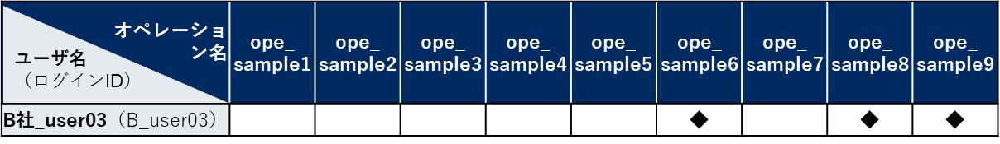 オペレーショ
ン名
ユーザ名
（ログインID）
ope_
sample1
ope_
sample2
ope_
sample3
ope_
sample4
ope_
sample5
ope_
sample6
ope_
sample7
ope_
sample8
ope_
sample9
B社_user03（B_user03） ◆ ◆ ◆